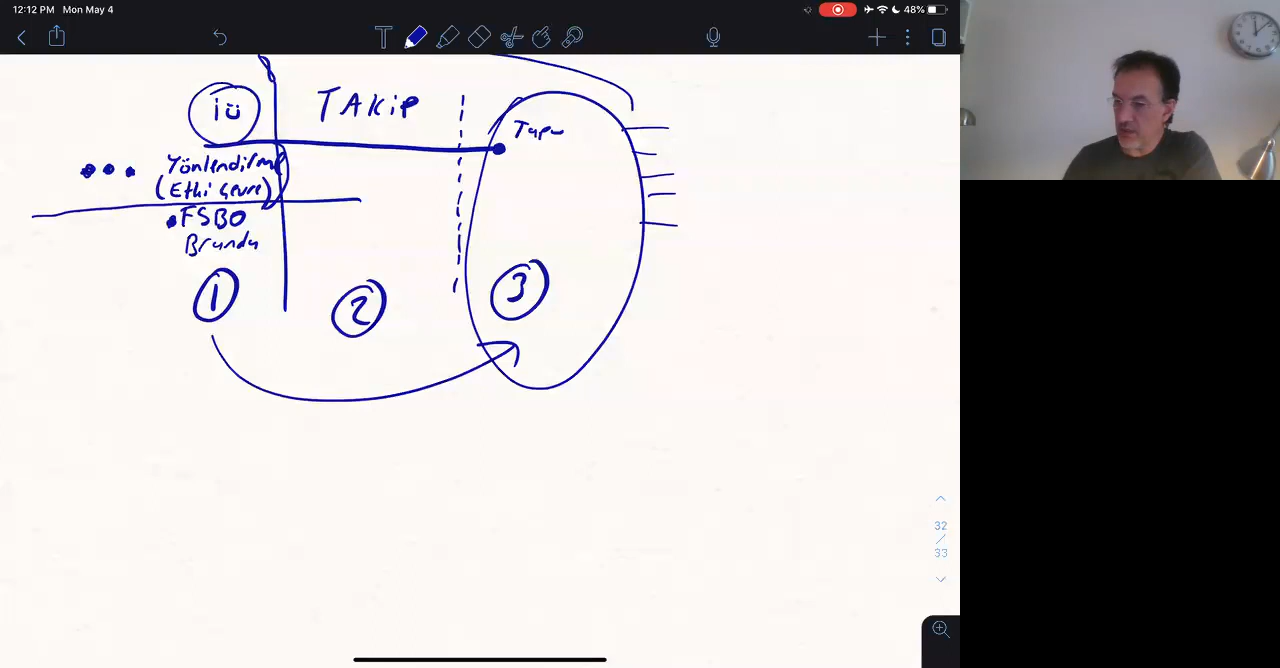 12:12 PM Mon May 4
48%
İÜ
TAKİP
Tapu
Yönlendirme
(Etki Çevre)
FSBO
Branda
1
2
3
32
33